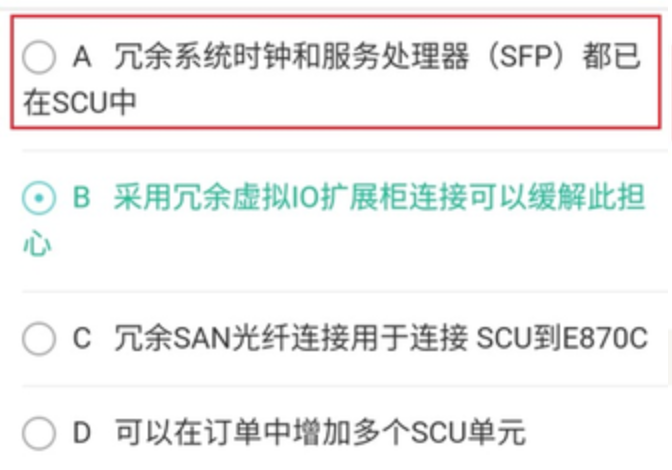 A 冗余系统时钟和服务处理器（SFP）都已
在SCU中
B 采用冗余虚拟IO扩展柜连接可以缓解此担
心
C 冗余SAN光纤连接用于连接 SCU到E870C
D 可以在订单中增加多个SCU单元